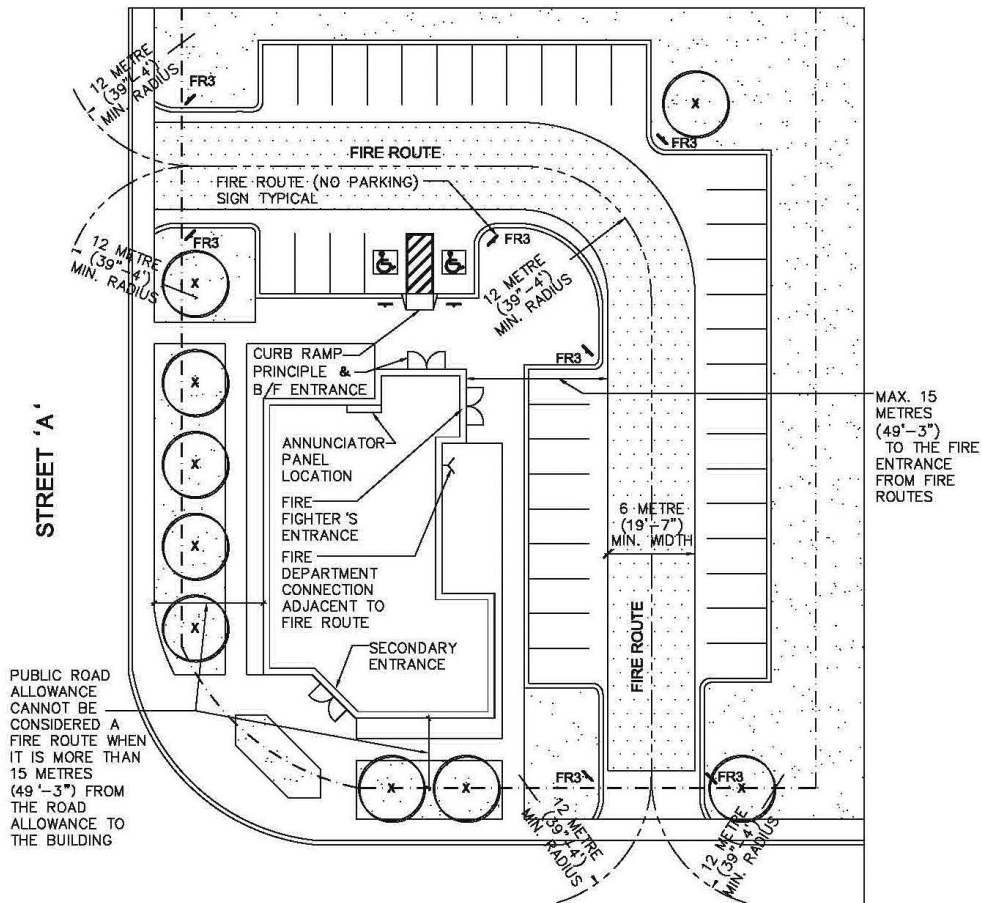 12 METRE
(39"-4')
MIN. RADIUS
FR3
FR3
FIRE ROUTE
FIRE ROUTE (NO PARKING)
SIGN TYPICAL
FR3
FR3
12 METRE
(39"-4')
MIN. RADIUS
12 METRE
(39"-4')
MIN. RADIUS
CURB RAMP
PRINCIPLE &
B/F ENTRANCE
FR3
MAX. 15
METRES
(49'-3")
TO THE FIRE
ENTRANCE
FROM FIRE
ROUTES
STREET 'A'
ANNUNCIATOR
PANEL
LOCATION
FIRE
FIGHTER'S
ENTRANCE
6 METRE
(19'-7")
MIN. WIDTH
FIRE
DEPARTMENT
CONNECTION
ADJACENT TO
FIRE ROUTE
SECONDARY
ENTRANCE
FIRE ROUTE
PUBLIC ROAD
ALLOWANCE
CANNOT BE
CONSIDERED A
FIRE ROUTE WHEN
IT IS MORE THAN
15 METRES
(49'-3") FROM
THE ROAD
ALLOWANCE TO
THE BUILDING
X
X
X
X
X
X
X
X
X
FR3
FR3
12 METRE
(39"-4')
MIN. RADIUS
12 METRE
(39"-4')
MIN. RADIUS